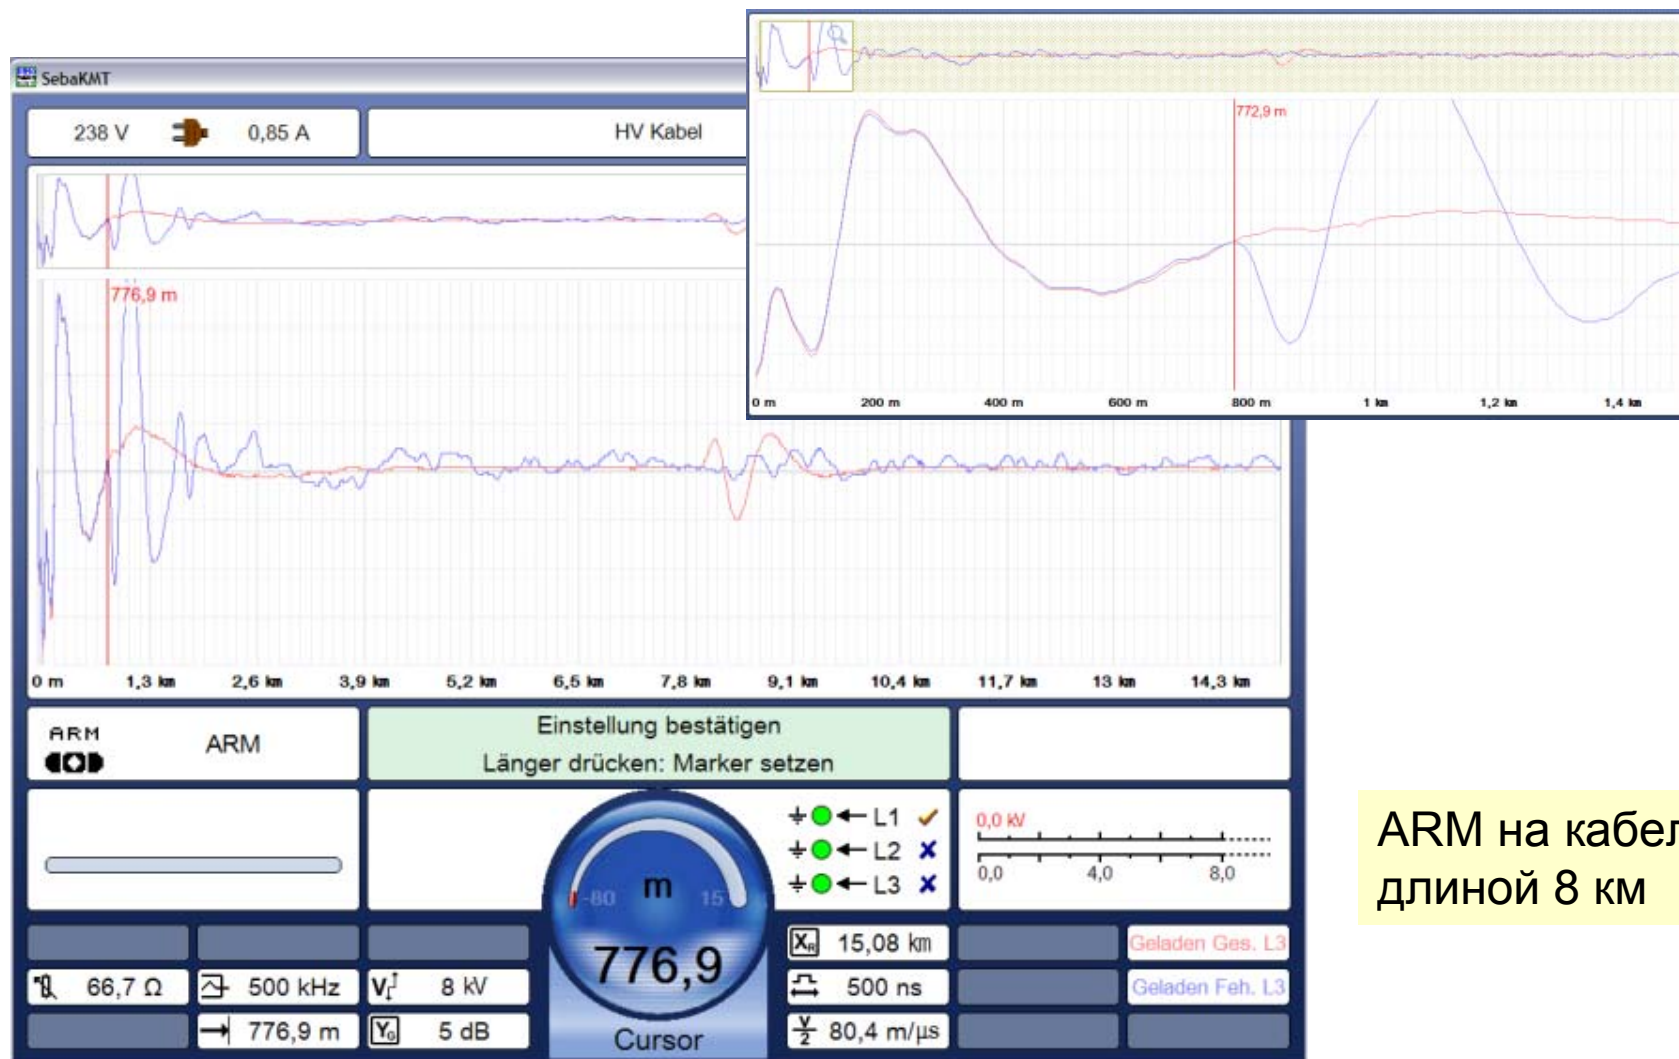 SebaKMT
238 V 0,85 A HV Kabel
772,9 m
0 m 200 m 400 m 600 m 800 m 1 km 1,2 km 1,4 km
776,9 m
0 m 1,3 km 2,6 km 3,9 km 5,2 km 6,5 km 7,8 km 9,1 km 10,4 km 11,7 km 13 km 14,3 km
ARM
ARM
Einstellung bestätigen
Länger drücken: Marker setzen
L1
L2
L3
0,0 kV
0,0 4,0 8,0
-80 m 15
776,9
Cursor
XR 15,08 km
Geladen Ges. L3
66,7 Ω 500 kHz V 8 kV 500 ns Geladen Feh. L3
776,9 m YG 5 dB V/2 80,4 m/µs
ARM на кабел
длиной 8 км